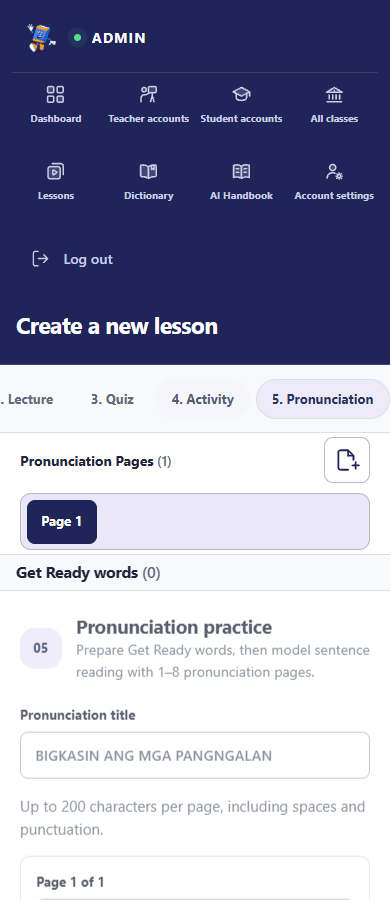 ADMIN
Dashboard
Teacher accounts
Student accounts
All classes
Lessons
Dictionary
AI Handbook
Account settings
Log out
Create a new lesson
. Lecture
3. Quiz
4. Activity
5. Pronunciation
Pronunciation Pages (1)
Page 1
Get Ready words (0)
05
Pronunciation practice
Prepare Get Ready words, then model sentence
reading with 1–8 pronunciation pages.
Pronunciation title
BIGKASIN ANG MGA PANGNGALAN
Up to 200 characters per page, including spaces and
punctuation.
Page 1 of 1